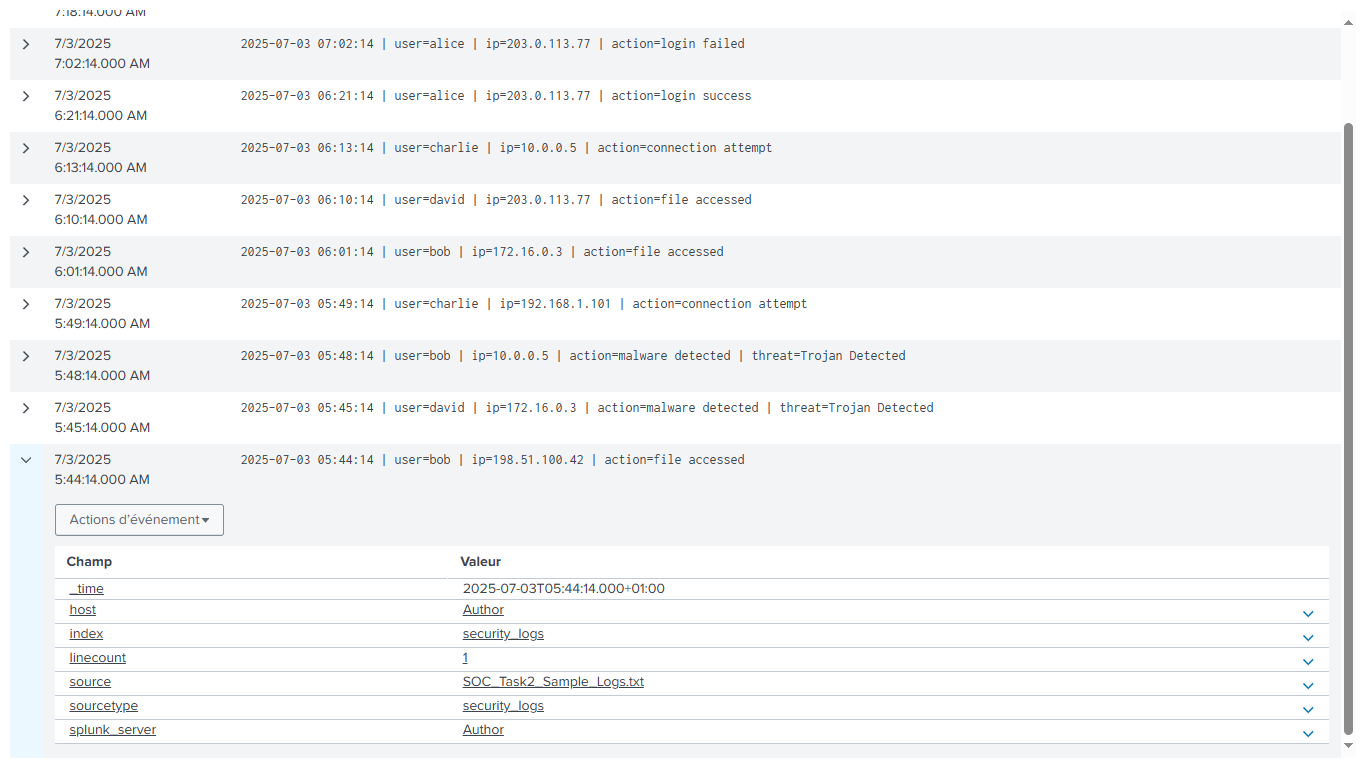 7:18:14.000 AM
7/3/2025 2025-07-03 07:02:14 | user=alice | ip=203.0.113.77 | action=login failed
7:02:14.000 AM
7/3/2025 2025-07-03 06:21:14 | user=alice | ip=203.0.113.77 | action=login success
6:21:14.000 AM
7/3/2025 2025-07-03 06:13:14 | user=charlie | ip=10.0.0.5 | action=connection attempt
6:13:14.000 AM
7/3/2025 2025-07-03 06:10:14 | user=david | ip=203.0.113.77 | action=file accessed
6:10:14.000 AM
7/3/2025 2025-07-03 06:01:14 | user=bob | ip=172.16.0.3 | action=file accessed
6:01:14.000 AM
7/3/2025 2025-07-03 05:49:14 | user=charlie | ip=192.168.1.101 | action=connection attempt
5:49:14.000 AM
7/3/2025 2025-07-03 05:48:14 | user=bob | ip=10.0.0.5 | action=malware detected | threat=Trojan Detected
5:48:14.000 AM
7/3/2025 2025-07-03 05:45:14 | user=david | ip=172.16.0.3 | action=malware detected | threat=Trojan Detected
5:45:14.000 AM
7/3/2025 2025-07-03 05:44:14 | user=bob | ip=198.51.100.42 | action=file accessed
5:44:14.000 AM
Actions d’événement
Champ Valeur
_time 2025-07-03T05:44:14.000+01:00
host Author
index security_logs
linecount 1
source SOC_Task2_Sample_Logs.txt
sourcetype security_logs
splunk_server Author